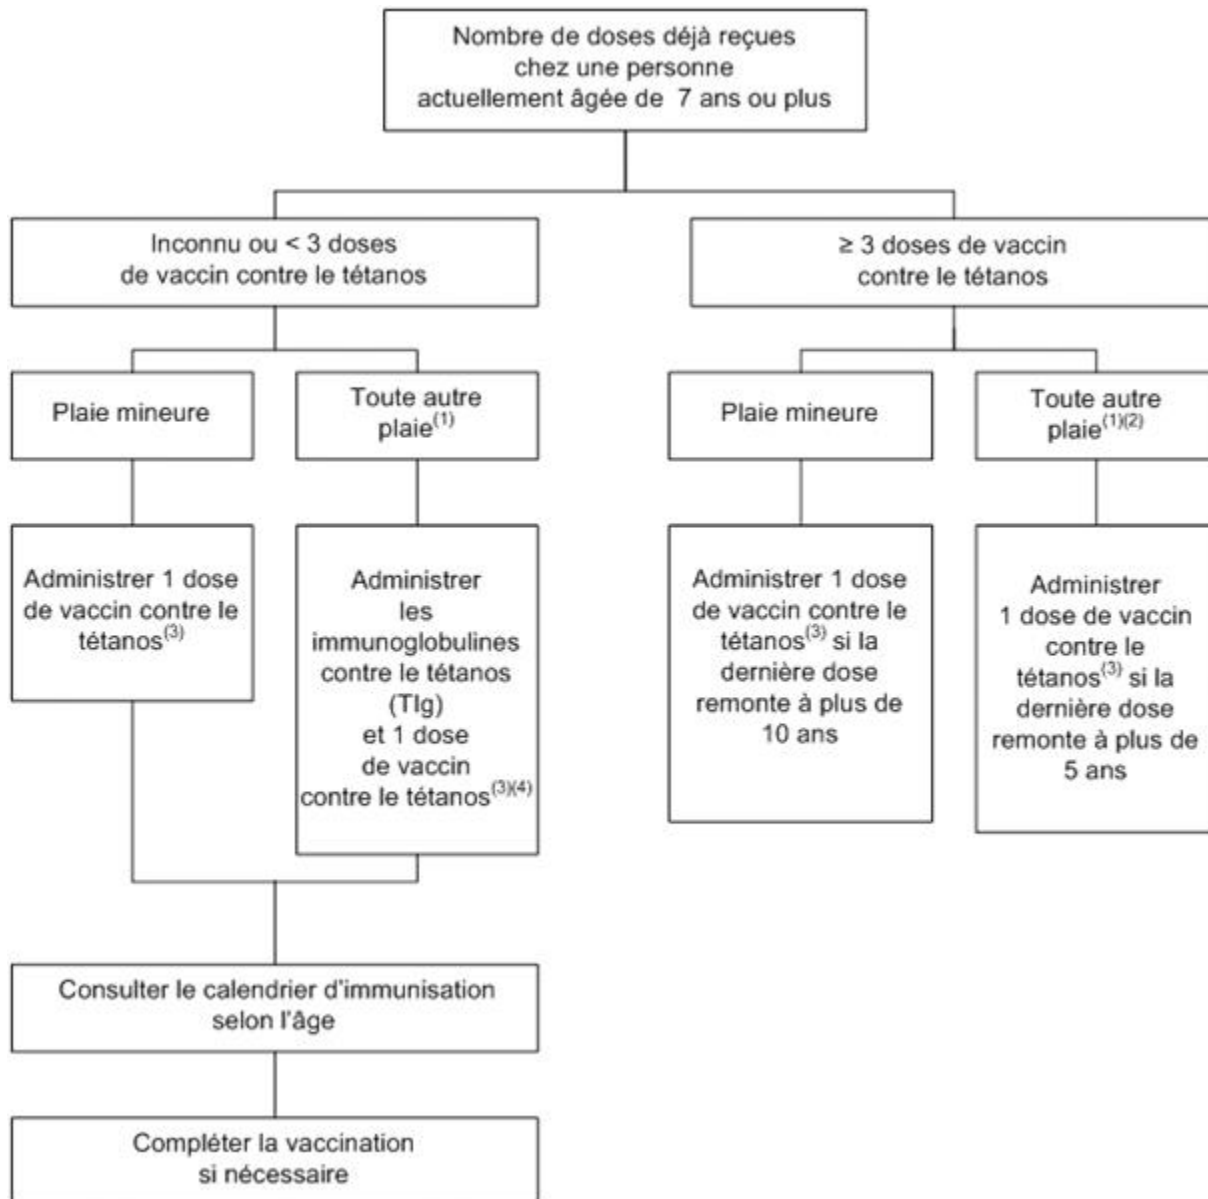 Nombre de doses déjà reçues
chez une personne
actuellement âgée de 7 ans ou plus
Inconnu ou < 3 doses
de vaccin contre le tétanos
≥ 3 doses de vaccin
contre le tétanos
Plaie mineure
Toute autre
plaie(1)
Plaie mineure
Toute autre
plaie(1)(2)
Administrer 1 dose
de vaccin contre le
tétanos(3)
Administrer
les
immunoglobulines
contre le tétanos
(TIg)
et 1 dose
de vaccin
contre le tétanos(3)(4)
Administrer 1 dose
de vaccin contre le
tétanos(3) si la
dernière dose
remonte à plus de
10 ans
Administrer
1 dose de vaccin
contre le
tétanos(3) si la
dernière dose
remonte à plus de
5 ans
Consulter le calendrier d'immunisation
selon l'âge
Compléter la vaccination
si nécessaire